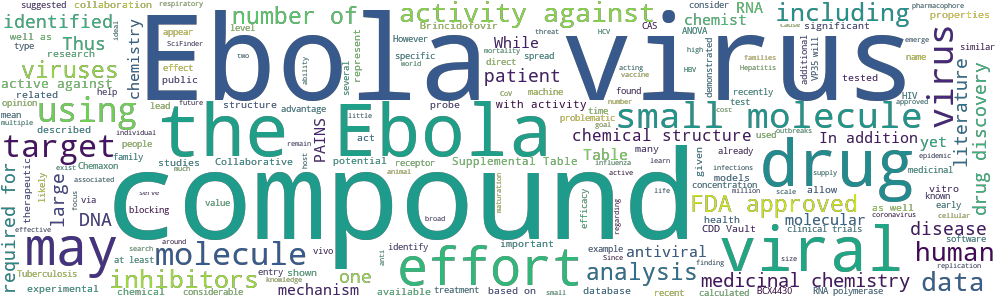 suggested collaboration
identified
Thus
well as
type
research
viruses
active against
related
help
opinion
mean
multiple
using
described
people
individual
family
target
Chemaxon
studies
required for
therapeutic
exist
likely
associated
large
focus
via
DNA
serve
blocking
value
may
search
around
at least
molecule
vivo
inhibitors
Tuberculosis
knowledge
experimental
chemical
considerable
mechanism
chemistry
respiratory
ideal
appear
SciFinder
effect
public
lead
future
structure
Ebola virus
number of
level
two
ability
However
specific
world
mortality
spread
vaccine
several
represent
direct
machine
CoV
advantage
probe
with activity
found
the Ebola
PAINS
act
little
Collaborative
potential
receptor
host
remain
compound
activity against
Brincindofovir
While
patient
threat
HCV
CAS
HBV
Hepatitis
RNA
chemist
ANOVA
high
demonstrated
recently
test
time
problematic
goal
including
consider
significant
cause
families
additional
VP35 will
tested
pharmaceutical
properties
similar
emerge
name
HIV
approved
virus
literature
drug discovery
small molecule
number
cost
outbreaks
chemical structure
used
In addition
yet
epidemic
Supplemental Table
Table
many
already
influenza
active
learn
given
infections
supply
models
million
scale
allow
concentration
drug
medicinal
vitro
known
early
coronavirus
cellular
animal
maturation
broad
efficacy
regarding
life
FDA approved
as well
health
molecular
CDD Vault
clinical trials
disease
software
viral
human
replication
data
effort
entry
shown
one
anti
identify
important
example
Since
antiviral
finding
analysis
size
available
treatment
based on
small
database
recent
medicinal chemistry
calculated
BCX4430
RNA polymerase
effective